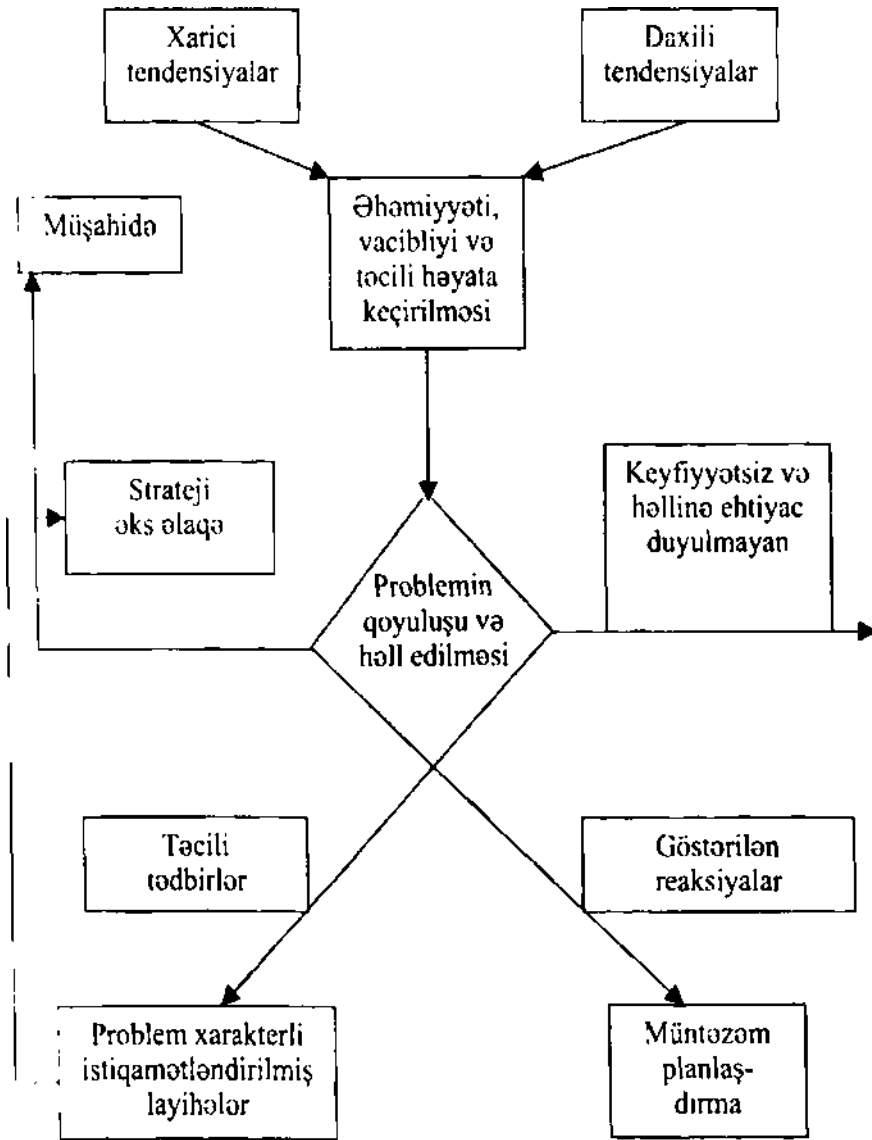 Xarici
tendensiyalar
Daxili
tendensiyalar
Müşahidə
Əhəmiyyəti,
vacibliyi və
təcili həyata
keçirilməsi
Strateji
əks əlaqə
Keyfiyyətsiz və
həllinə ehtiyac
duyulmayan
Problemin
qoyuluşu və
həll edilməsi
Təcili
tədbirlər
Göstərilən
reaksiyalar
Problem xarakterli
istiqamətləndirilmiş
layihələr
Müntəzəm
planlaş-
dırma